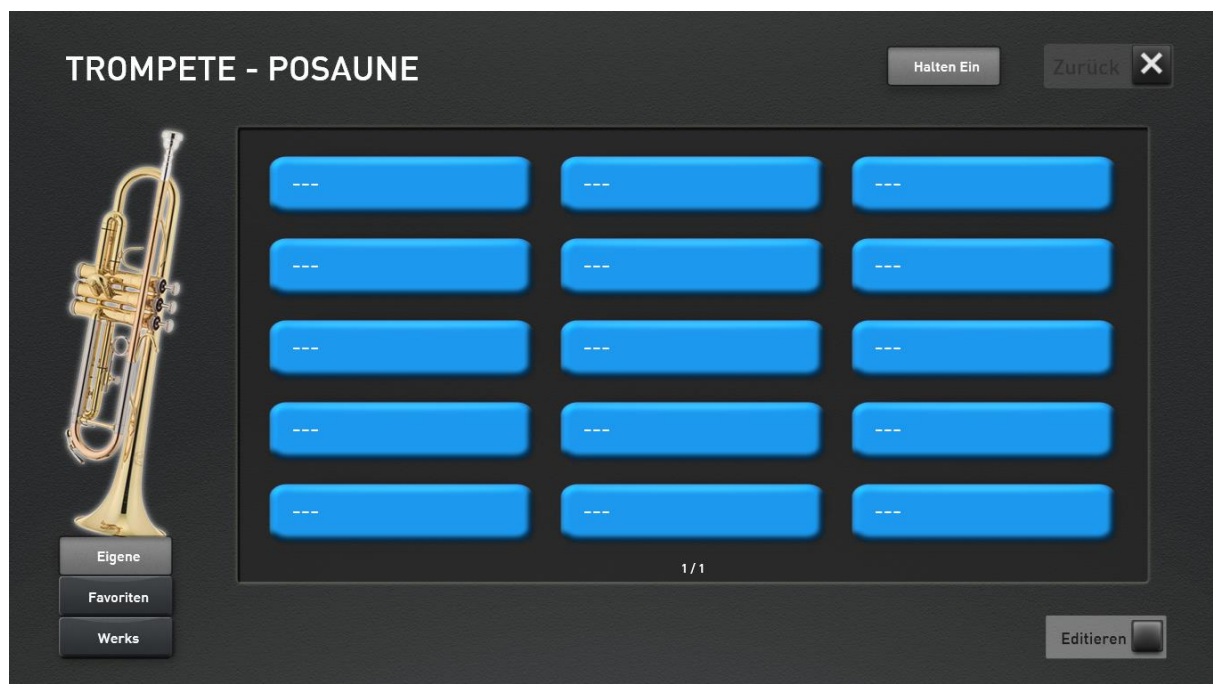 TROMPETE - POSAUNE
Halten Ein
Zurück
--- --- ---
--- --- ---
--- --- ---
--- --- ---
--- --- ---
1/1
Eigene
Favoriten
Werks
Editieren